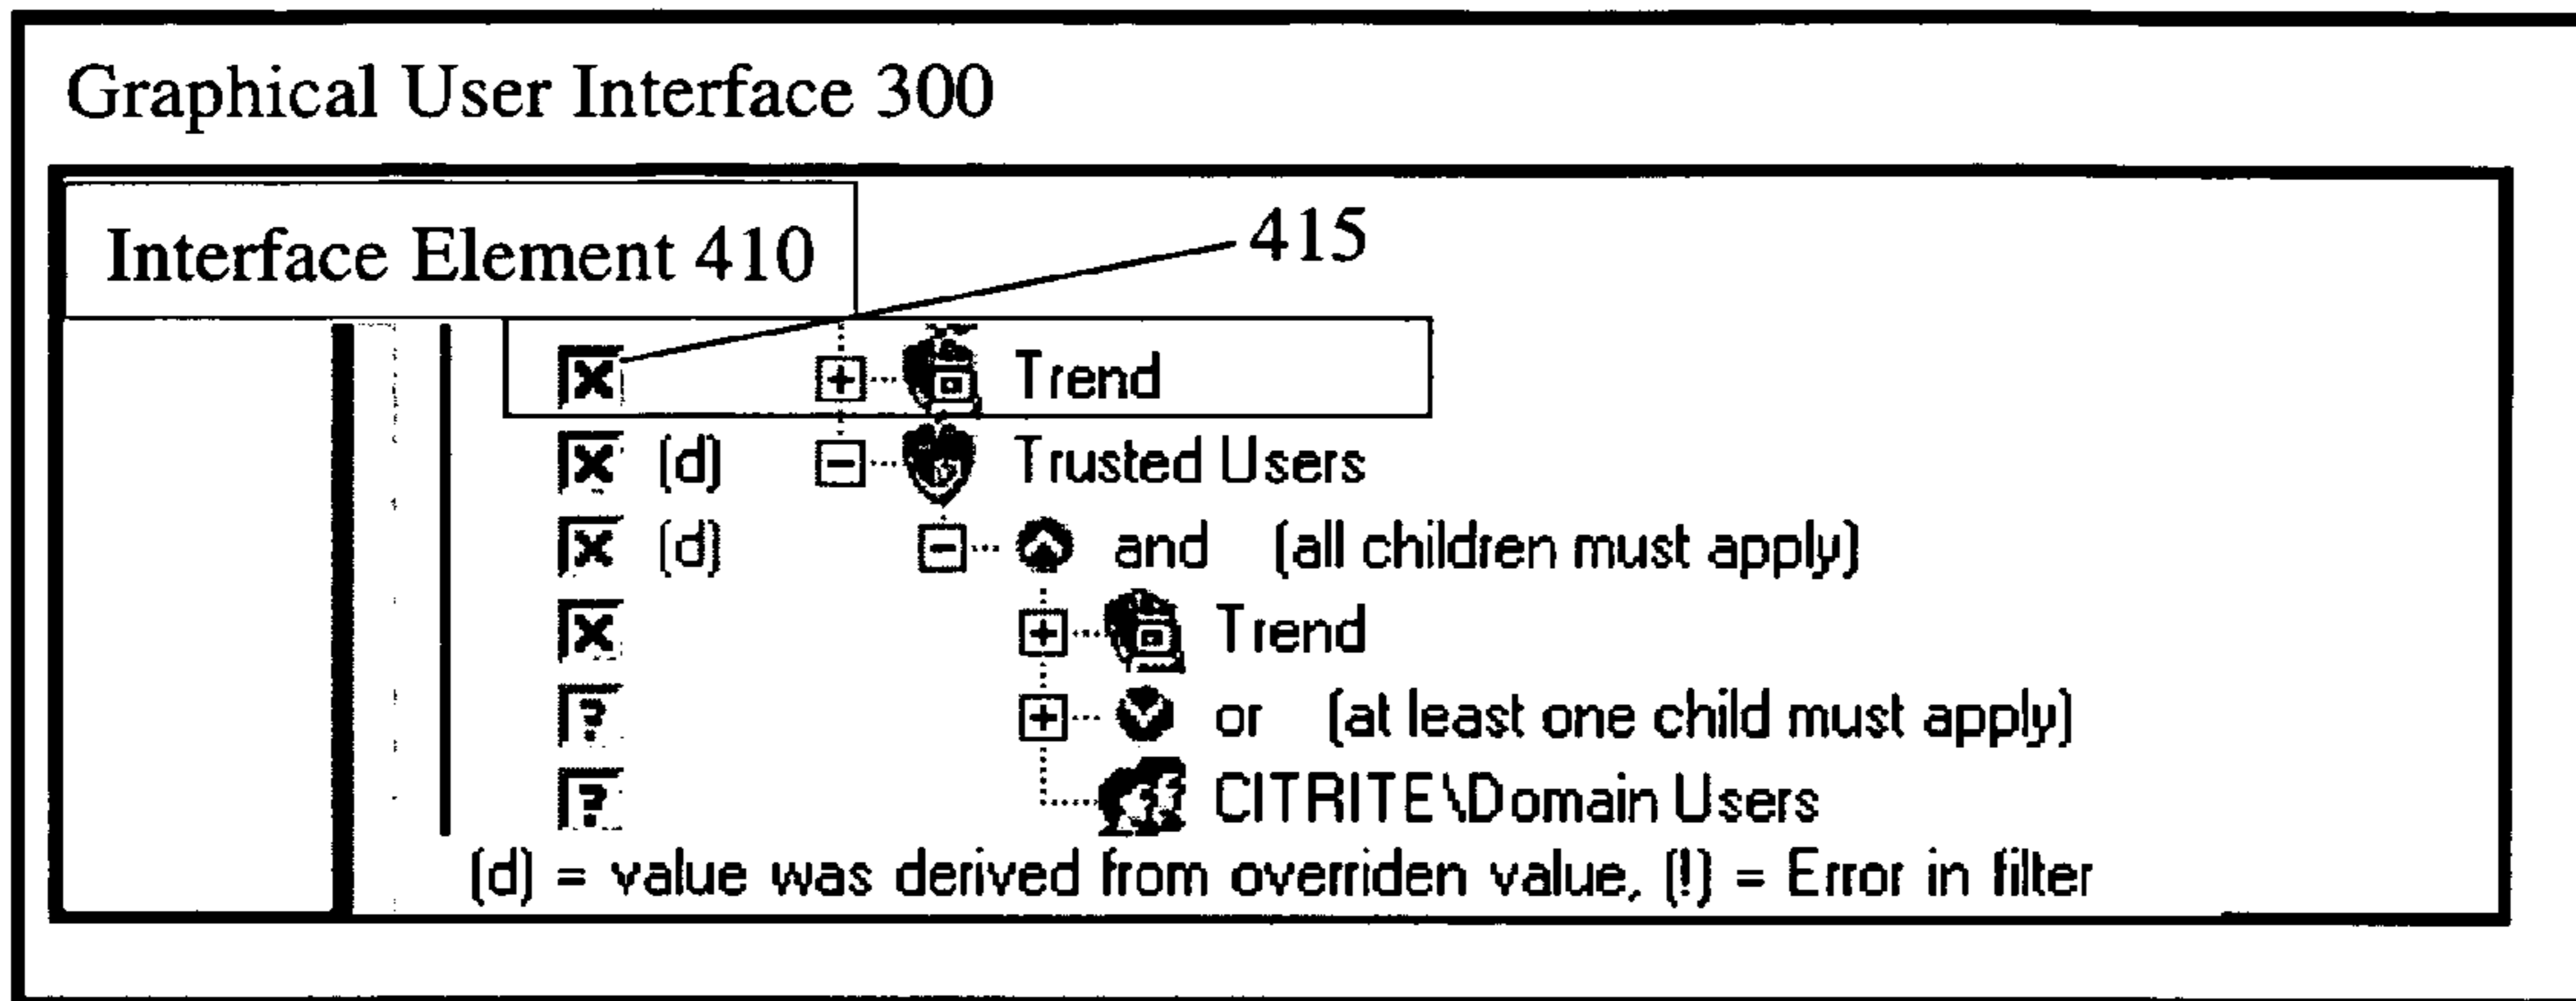 Graphical User Interface 300
Interface Element 410
415
Trend
(d) Trusted Users
(d) and (all children must apply)
Trend
? or (at least one child must apply)
? CITRITE\Domain Users
(d) = value was derived from overriden value, (!) = Error in filter